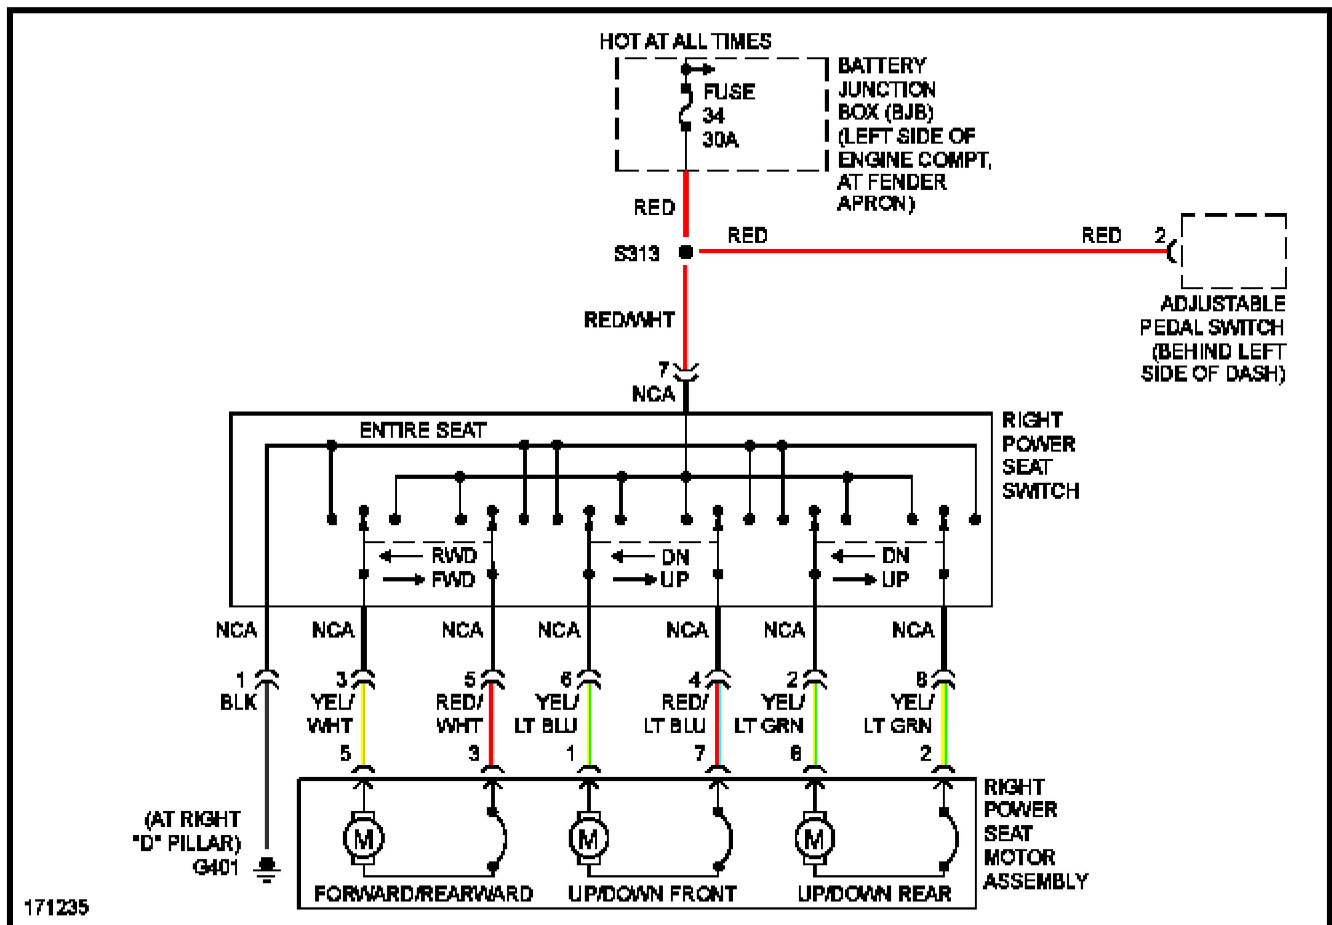 HOT AT ALL TIMES
FUSE
34
30A
BATTERY
JUNCTION
BOX (BJB)
(LEFT SIDE OF
ENGINE COMPT,
AT FENDER
APRON)
RED
S313
RED
RED
2
ADJUSTABLE
PEDAL SWITCH
(BEHIND LEFT
SIDE OF DASH)
RED/WHT
7
NCA
ENTIRE SEAT
RIGHT
POWER
SEAT
SWITCH
RWD
FWD
DN
UP
DN
UP
NCA NCA NCA NCA NCA NCA NCA
1 3 5 6 4 2 8
BLK
YEL/
WHT
RED/
WHT
YEL/
LT BLU
RED/
LT BLU
YEL/
LT GRN
YEL/
LT GRN
5 3 1 7 6 2
M M M
FORWARD/REARWARD
UP/DOWN FRONT
UP/DOWN REAR
RIGHT
POWER
SEAT
MOTOR
ASSEMBLY
(AT RIGHT
"D" PILLAR)
G401
171235